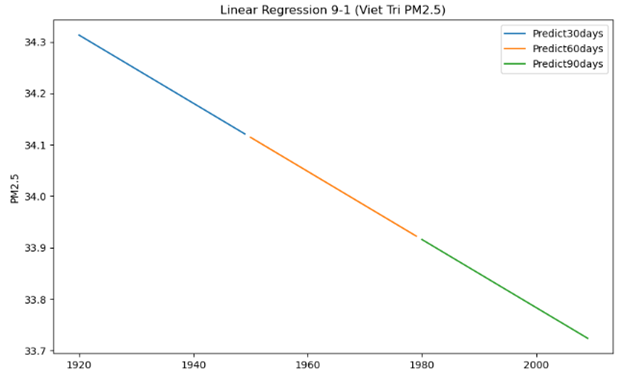 Linear Regression 9-1 (Viet Tri PM2.5)
Predict30days
Predict60days
Predict90days
PM2.5
34.3
34.2
34.1
34.0
33.9
33.8
33.7
1920
1940
1960
1980
2000